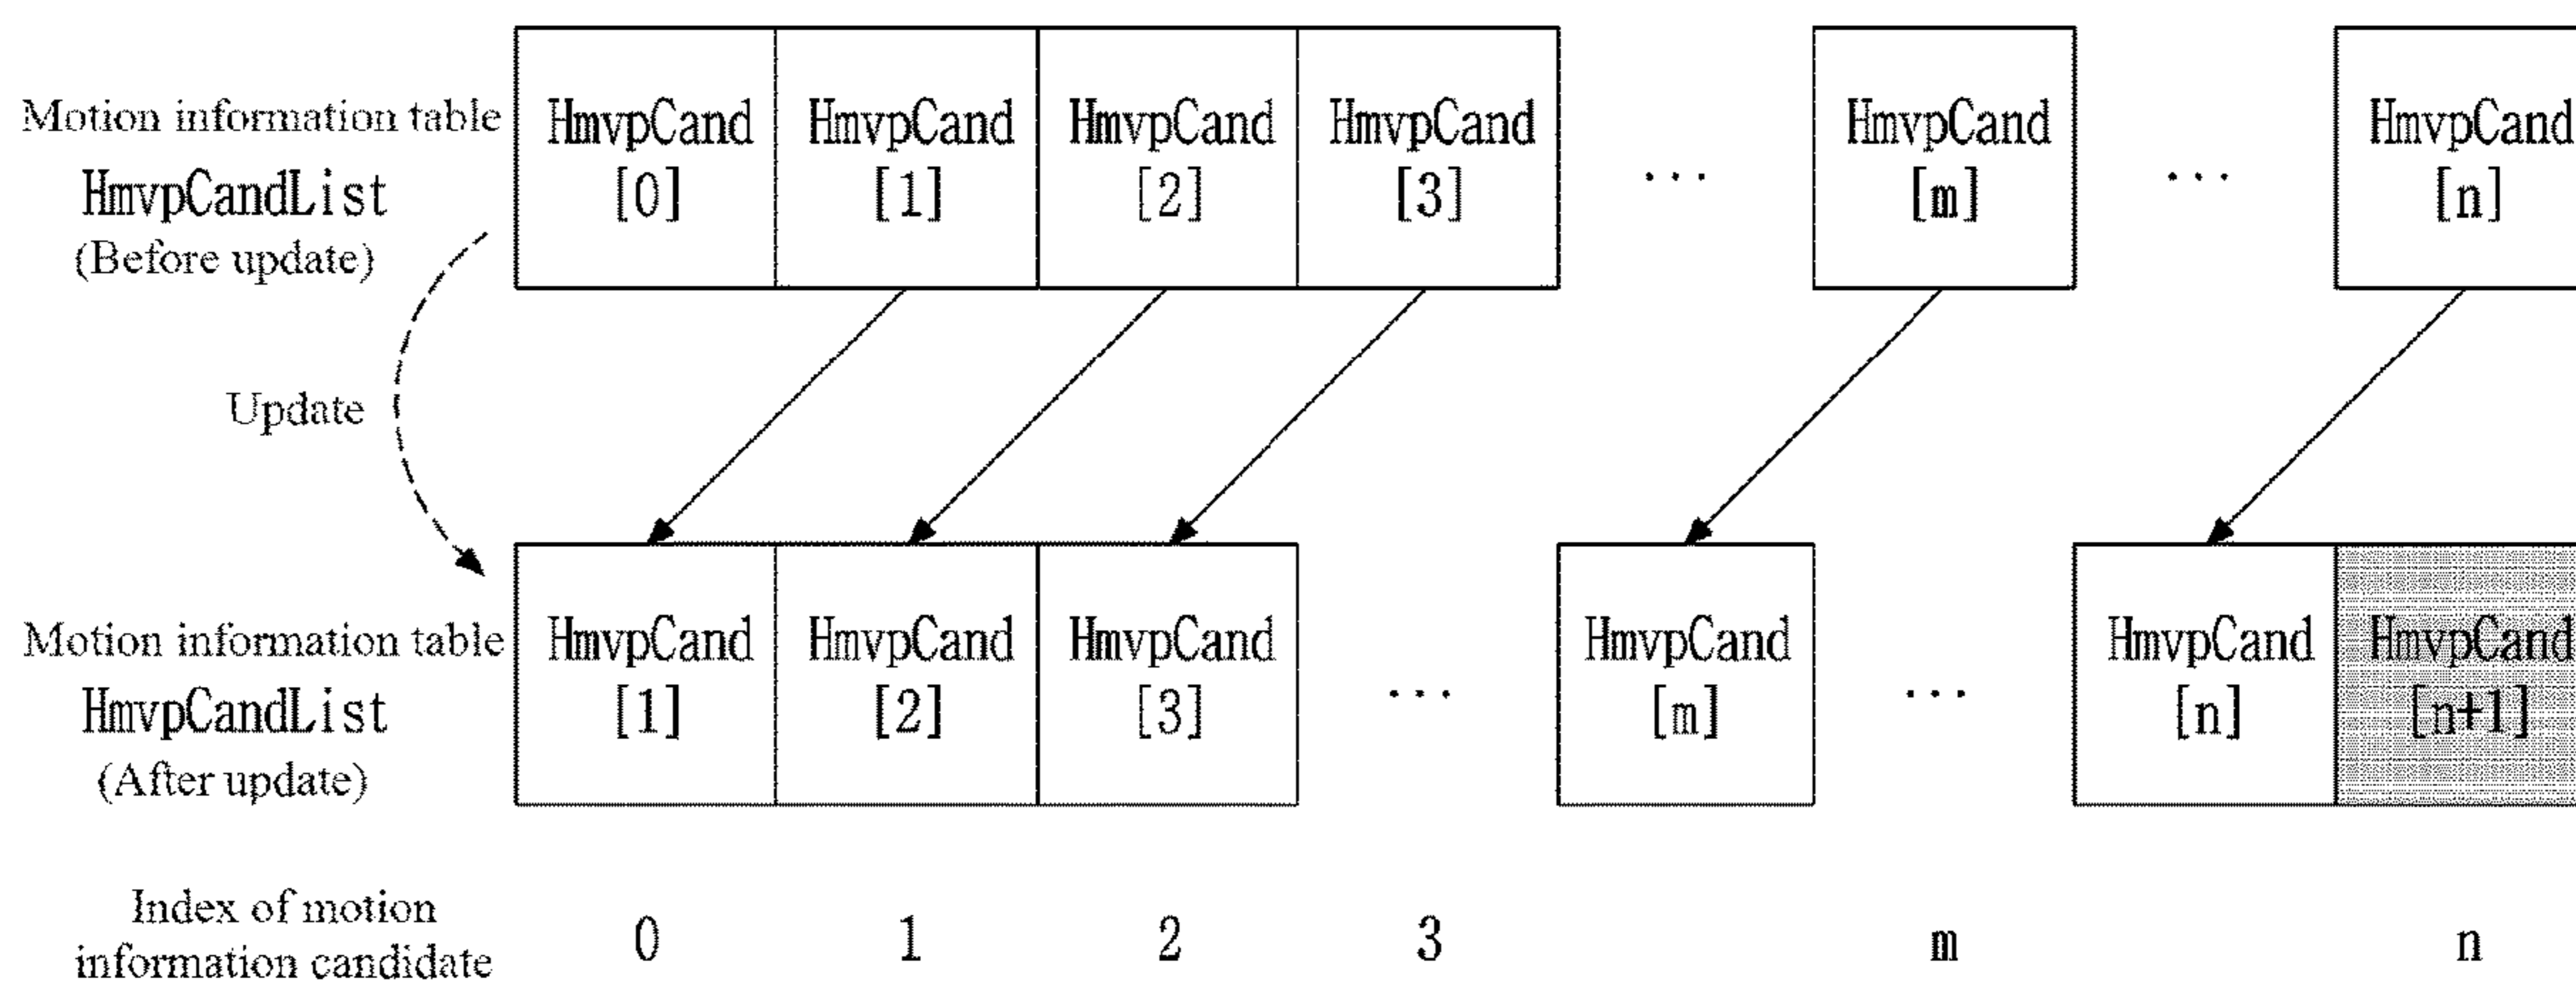 Motion information table
HmvpCandList
(Before update)
HmvpCand HmvpCand HmvpCand HmvpCand HmvpCand HmvpCand
[0] [1] [2] [3] ... [m] ... [n]
Update
Motion information table
HmvpCandList
(After update)
HmvpCand HmvpCand HmvpCand HmvpCand HmvpCand HmvpCand
[1] [2] [3] ... [m] ... [n] [n+1]
Index of motion
information candidate
0 1 2 3 m n